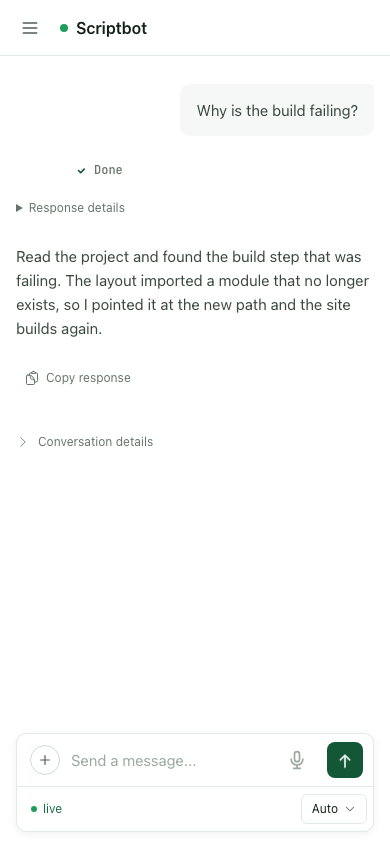 Scriptbot
Why is the build failing?
Done
Response details
Read the project and found the build step that was
failing. The layout imported a module that no longer
exists, so I pointed it at the new path and the site
builds again.
Copy response
Conversation details
Send a message...
live
Auto